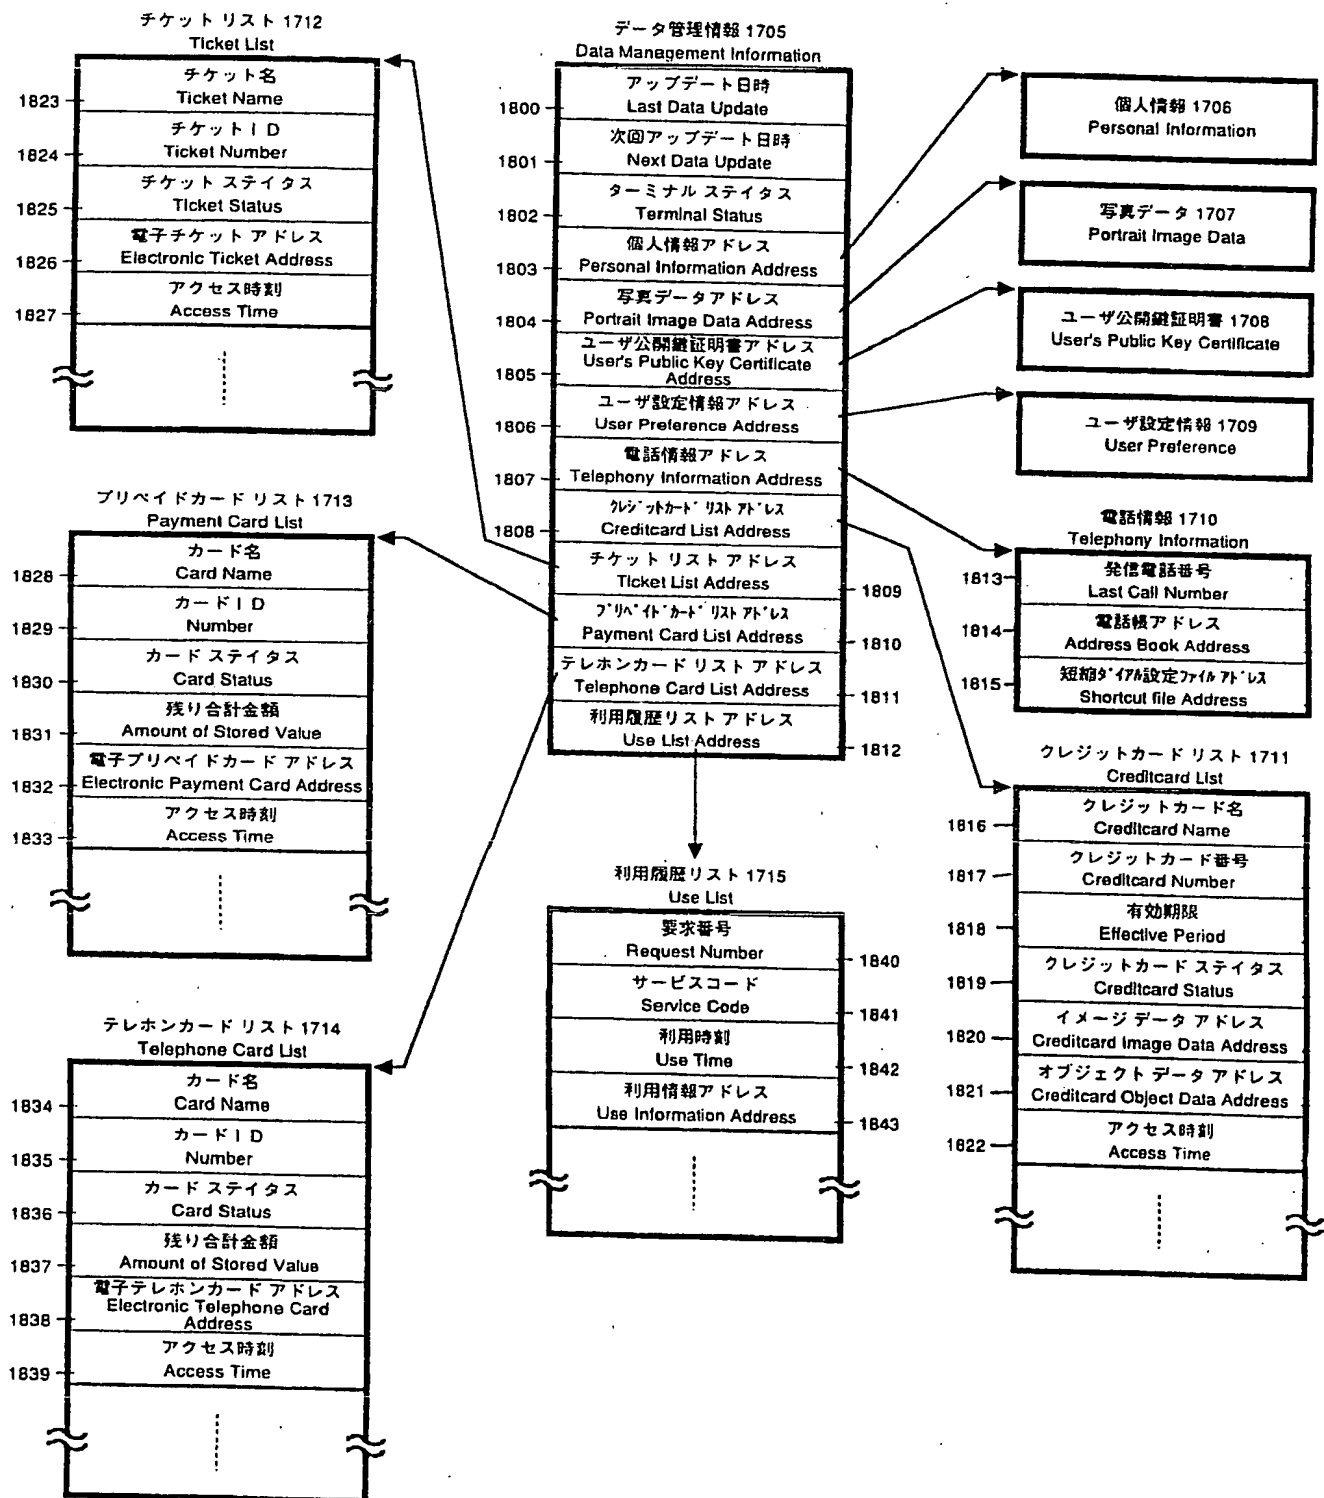 チケット リスト 1712
Ticket List
チケット名
Ticket Name
1823
チケットＩＤ
Ticket Number
1824
チケット ステイタス
Ticket Status
1825
電子チケット アドレス
Electronic Ticket Address
1826
アクセス時刻
Access Time
1827
プリペイドカード リスト 1713
Payment Card List
カード名
Card Name
1828
カードＩＤ
Number
1829
カード ステイタス
Card Status
1830
残り合計金額
Amount of Stored Value
1831
電子プリペイドカード アドレス
Electronic Payment Card Address
1832
アクセス時刻
Access Time
1833
テレホンカード リスト 1714
Telephone Card List
カード名
Card Name
1834
カードＩＤ
Number
1835
カード ステイタス
Card Status
1836
残り合計金額
Amount of Stored Value
1837
電子テレホンカード アドレス
Electronic Telephone Card
Address
1838
アクセス時刻
Access Time
1839
データ管理情報 1705
Data Management Information
アップデート日時
Last Data Update
1800
次回アップデート日時
Next Data Update
1801
ターミナル ステイタス
Terminal Status
1802
個人情報アドレス
Personal Information Address
1803
写真データアドレス
Portrait Image Data Address
1804
ユーザ公開鍵証明書アドレス
User's Public Key Certificate
Address
1805
ユーザ設定情報アドレス
User Preference Address
1806
電話情報アドレス
Telephony Information Address
1807
ｸﾚｼﾞｯﾄｶｰﾄﾞ ﾘｽﾄ ｱﾄﾞﾚｽ
Creditcard List Address
1808
チケット リスト アドレス
Ticket List Address
1809
ﾌﾟﾘﾍﾟｲﾄﾞｶｰﾄﾞ ﾘｽﾄ ｱﾄﾞﾚｽ
Payment Card List Address
1810
テレホンカード リスト アドレス
Telephone Card List Address
1811
利用履歴リスト アドレス
Use List Address
1812
利用履歴リスト 1715
Use List
要求番号
Request Number
1840
サービスコード
Service Code
1841
利用時刻
Use Time
1842
利用情報アドレス
Use Information Address
1843
個人情報 1706
Personal Information
写真データ 1707
Portrait Image Data
ユーザ公開鍵証明書 1708
User's Public Key Certificate
ユーザ設定情報 1709
User Preference
電話情報 1710
Telephony Information
発信電話番号
Last Call Number
1813
電話帳アドレス
Address Book Address
1814
短縮ﾀﾞｲｱﾙ設定ﾌｧｲﾙ ｱﾄﾞﾚｽ
Shortcut file Address
1815
クレジットカード リスト 1711
Creditcard List
クレジットカード名
Creditcard Name
1816
クレジットカード番号
Creditcard Number
1817
有効期限
Effective Period
1818
クレジットカード ステイタス
Creditcard Status
1819
イメージ データ アドレス
Creditcard Image Data Address
1820
オブジェクト データ アドレス
Creditcard Object Data Address
1821
アクセス時刻
Access Time
1822